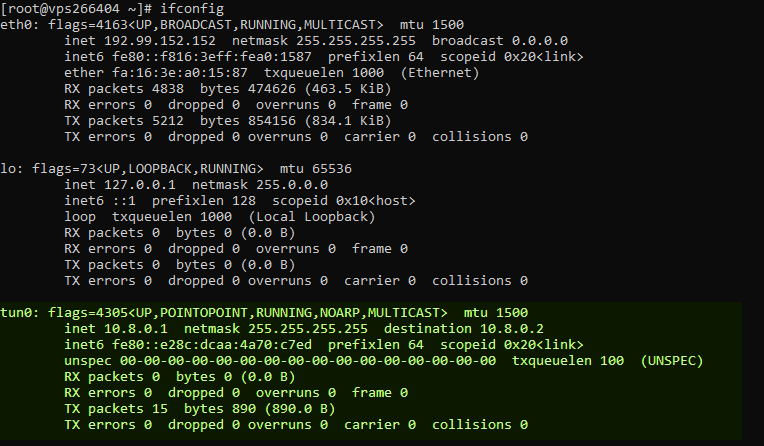 [root@vps266404 ~]# ifconfig
eth0: flags=4163<UP,BROADCAST,RUNNING,MULTICAST>  mtu 1500
        inet 192.99.152.152  netmask 255.255.255.255  broadcast 0.0.0.0
        inet6 fe80::f816:3eff:fea0:1587  prefixlen 64  scopeid 0x20<link>
        ether fa:16:3e:a0:15:87  txqueuelen 1000  (Ethernet)
        RX packets 4838  bytes 474626 (463.5 KiB)
        RX errors 0  dropped 0  overruns 0  frame 0
        TX packets 5212  bytes 854156 (834.1 KiB)
        TX errors 0  dropped 0 overruns 0  carrier 0  collisions 0

lo: flags=73<UP,LOOPBACK,RUNNING>  mtu 65536
        inet 127.0.0.1  netmask 255.0.0.0
        inet6 ::1  prefixlen 128  scopeid 0x10<host>
        loop  txqueuelen 1000  (Local Loopback)
        RX packets 0  bytes 0 (0.0 B)
        RX errors 0  dropped 0  overruns 0  frame 0
        TX packets 0  bytes 0 (0.0 B)
        TX errors 0  dropped 0 overruns 0  carrier 0  collisions 0

tun0: flags=4305<UP,POINTOPOINT,RUNNING,NOARP,MULTICAST>  mtu 1500
        inet 10.8.0.1  netmask 255.255.255.255  destination 10.8.0.2
        inet6 fe80::e28c:dcaa:4a70:c7ed  prefixlen 64  scopeid 0x20<link>
        unspec 00-00-00-00-00-00-00-00-00-00-00-00-00-00-00-00  txqueuelen 100  (UNSPEC)
        RX packets 0  bytes 0 (0.0 B)
        RX errors 0  dropped 0  overruns 0  frame 0
        TX packets 15  bytes 890 (890.0 B)
        TX errors 0  dropped 0 overruns 0  carrier 0  collisions 0